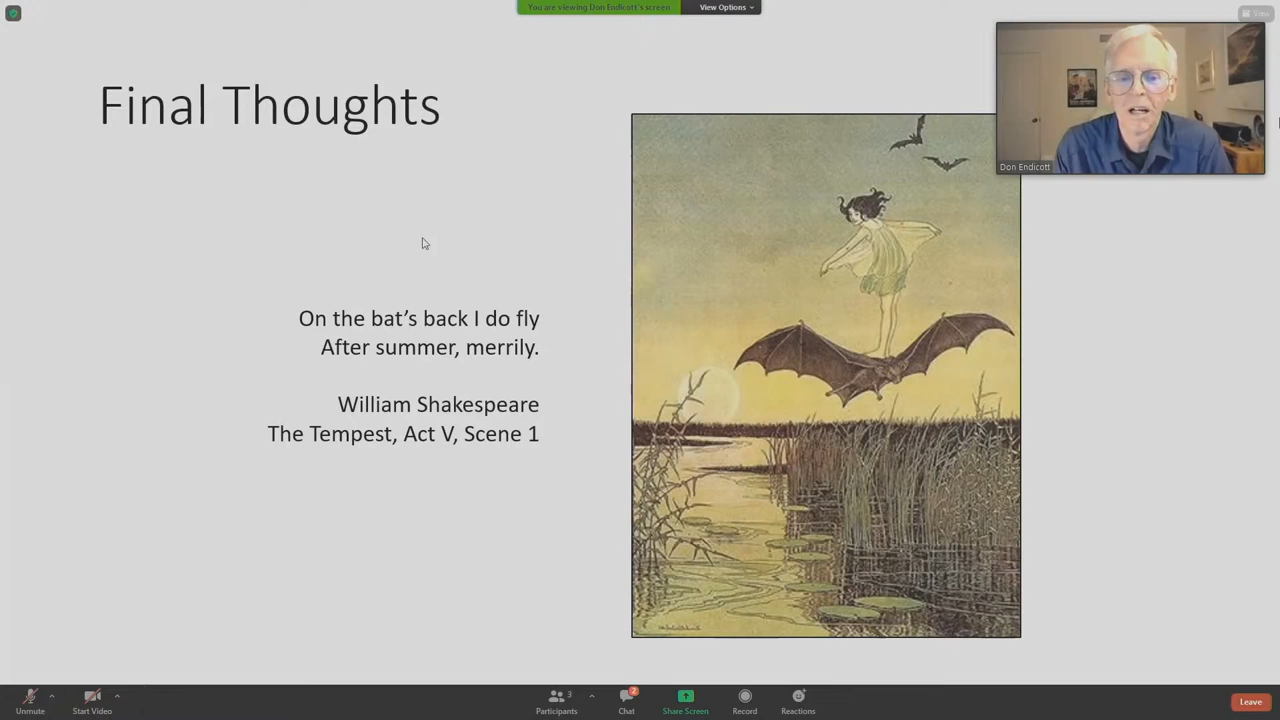 You are viewing Don Endicott's screen
View Options
View
Final Thoughts
Don Endicott
On the bat's back I do fly
After summer, merrily.
William Shakespeare
The Tempest, Act V, Scene 1
Unmute
Start Video
3
Participants
2
Chat
Share Screen
Record
Reactions
Leave